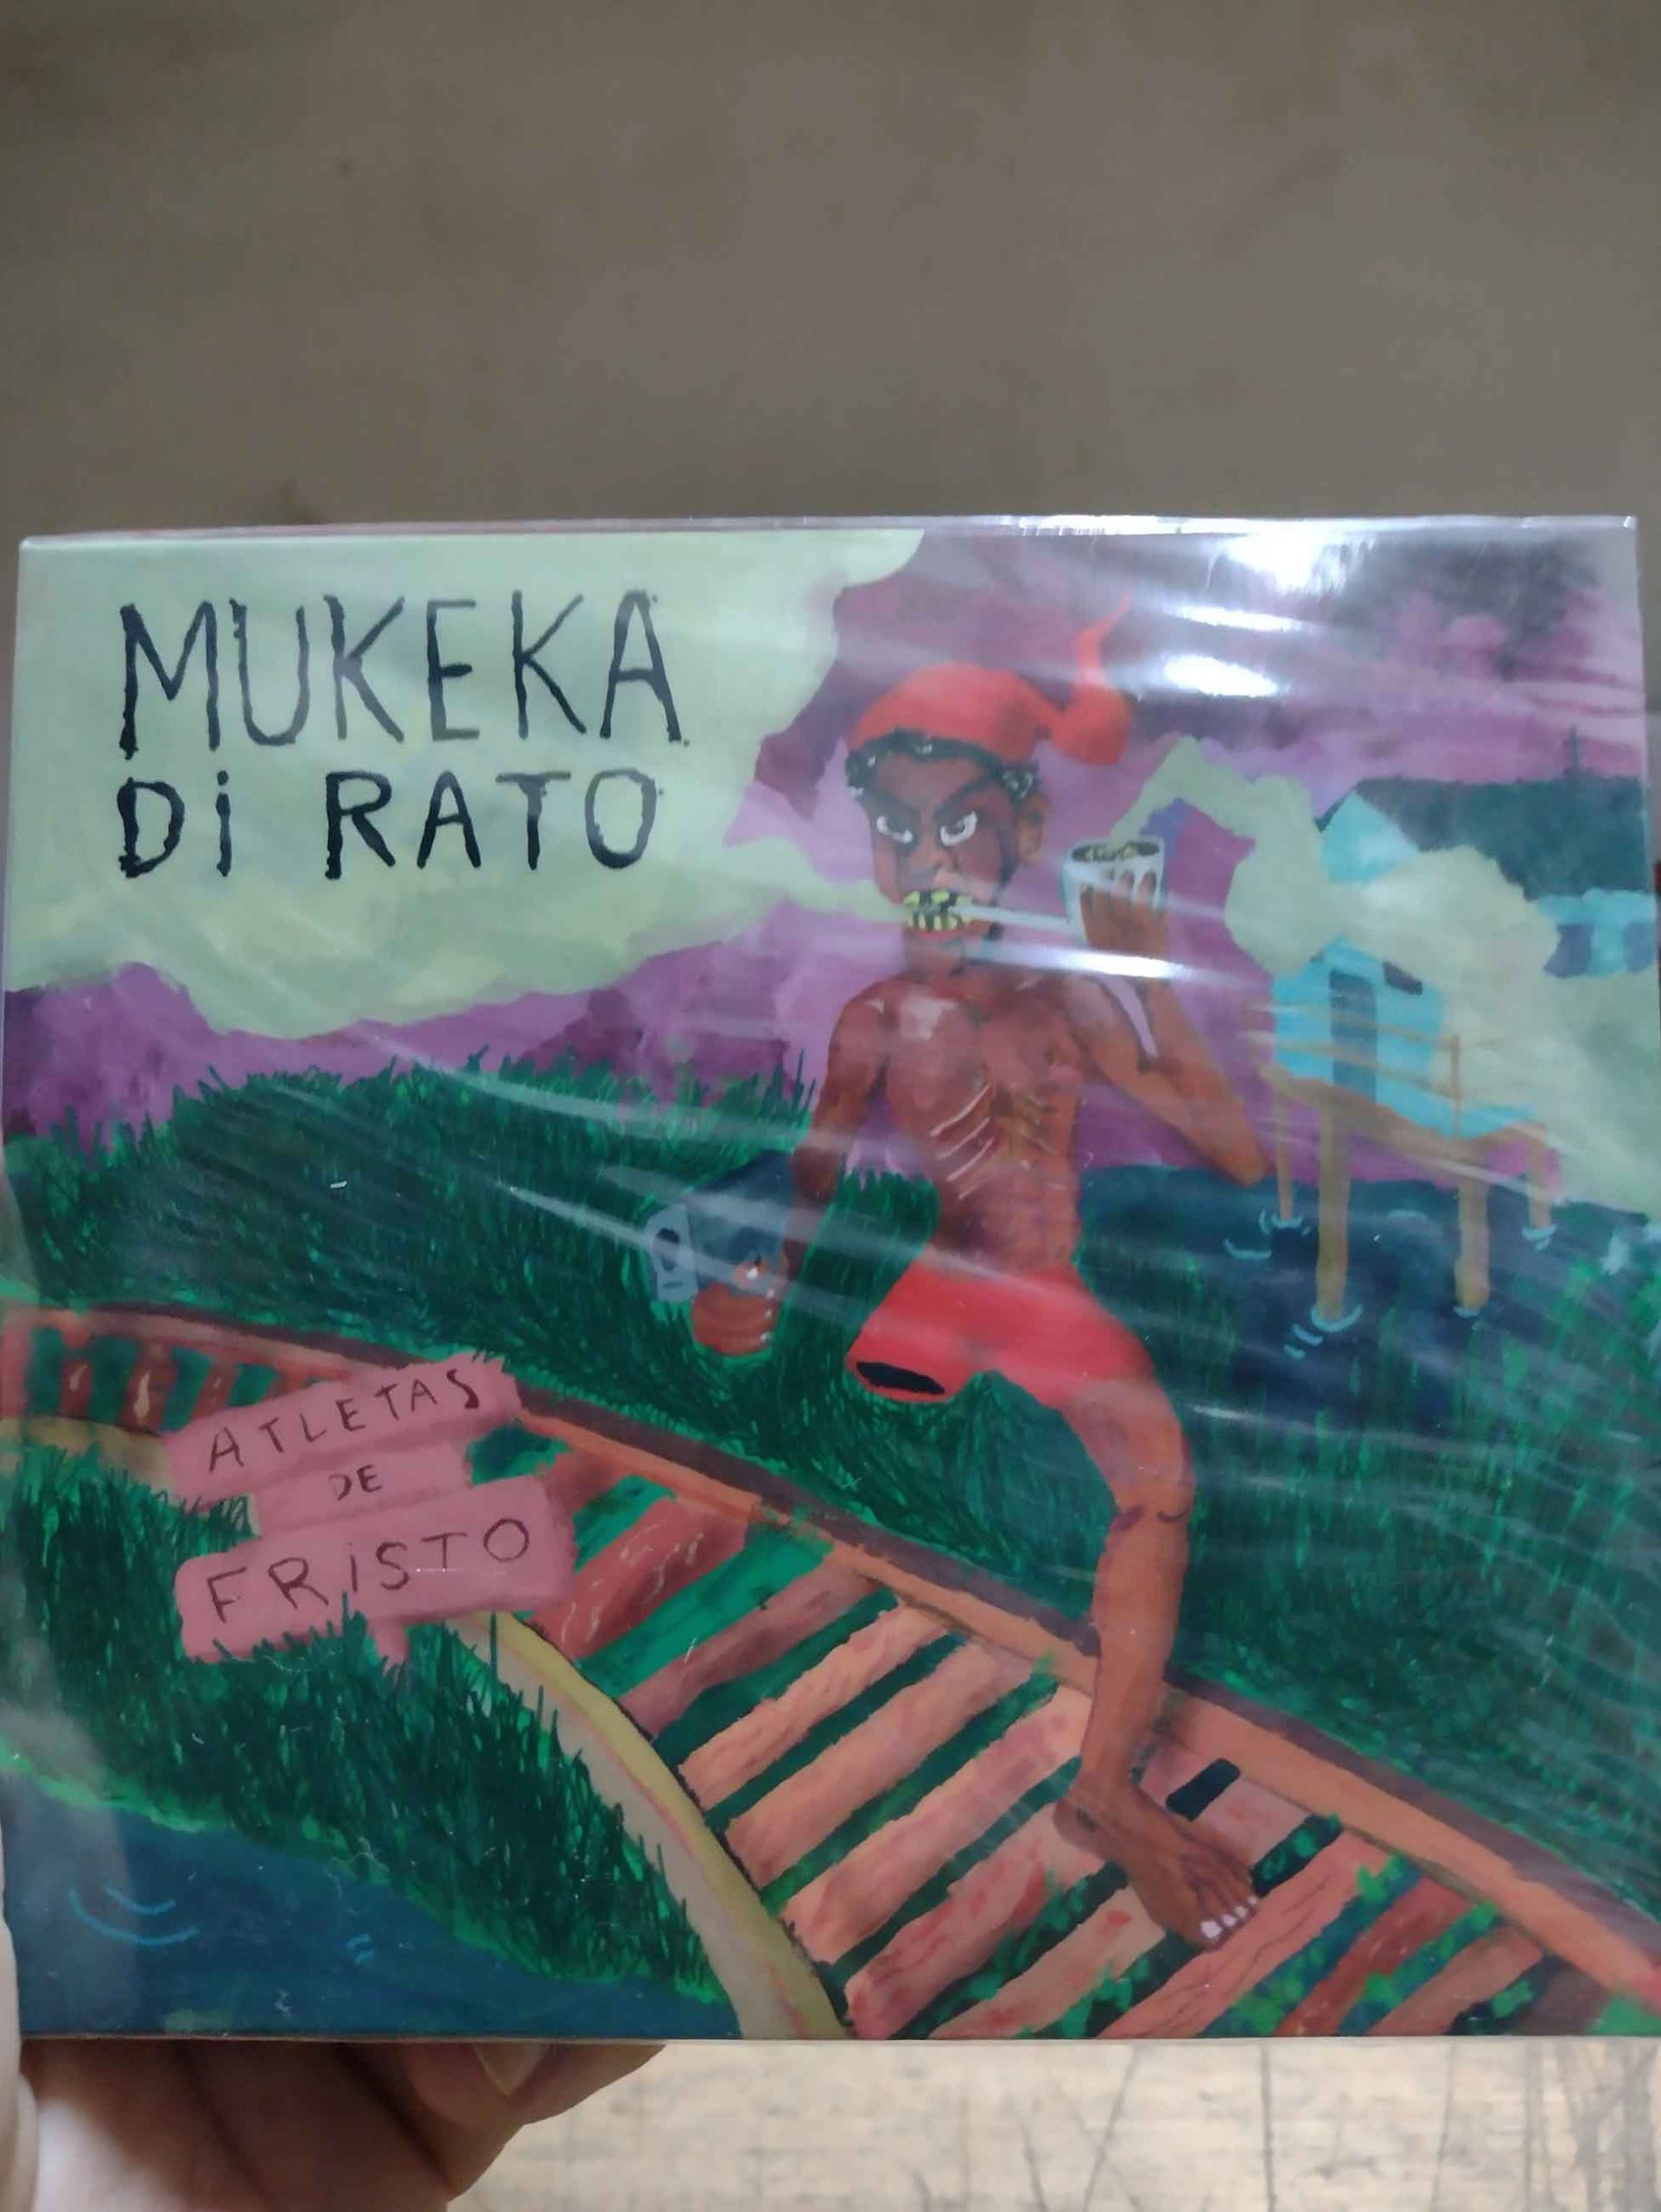 MUKEKA
Di RATO
ATLETAS
DE
FRiSTO